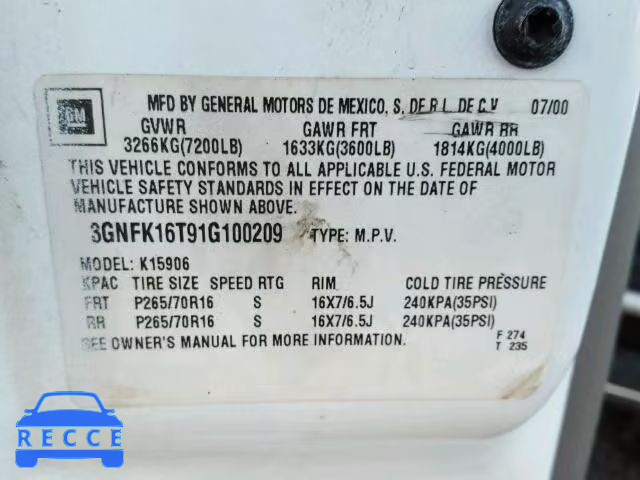 GM
MFD BY GENERAL MOTORS DE MEXICO, S. DE R.L. DE C.V 07/00
GVWR GAWR FRT GAWR RR
3266KG(7200LB) 1633KG(3600LB) 1814KG(4000LB)
THIS VEHICLE CONFORMS TO ALL APPLICABLE U.S. FEDERAL MOTOR
VEHICLE SAFETY STANDARDS IN EFFECT ON THE DATE OF
MANUFACTURE SHOWN ABOVE.
3GNFK16T91G100209 TYPE: M.P.V.
MODEL: K15906
KPAC TIRE SIZE SPEED RTG RIM COLD TIRE PRESSURE
FRT P265/70R16 S 16X7/6.5J 240KPA(35PSI)
RR P265/70R16 S 16X7/6.5J 240KPA(35PSI)
SEE OWNER'S MANUAL FOR MORE INFORMATION.
F 274
T 235
RECCE